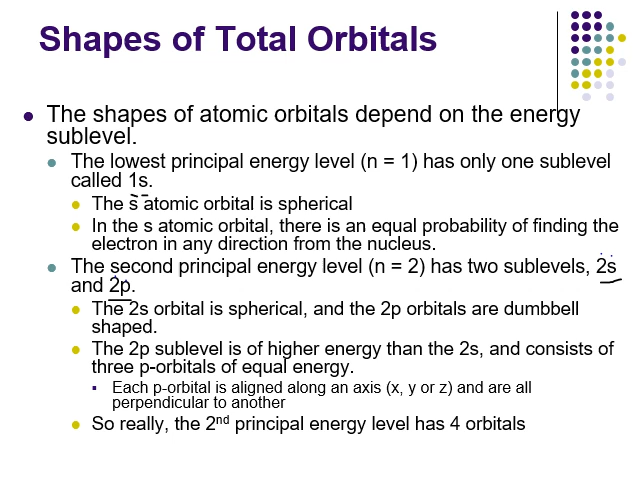 Shapes of Total Orbitals
The shapes of atomic orbitals depend on the energy
sublevel.
The lowest principal energy level (n = 1) has only one sublevel
called 1s.
The s atomic orbital is spherical
In the s atomic orbital, there is an equal probability of finding the
electron in any direction from the nucleus.
The second principal energy level (n = 2) has two sublevels, 2s
and 2p.
The 2s orbital is spherical, and the 2p orbitals are dumbbell
shaped.
The 2p sublevel is of higher energy than the 2s, and consists of
three p-orbitals of equal energy.
Each p-orbital is aligned along an axis (x, y or z) and are all
perpendicular to another
So really, the 2nd principal energy level has 4 orbitals